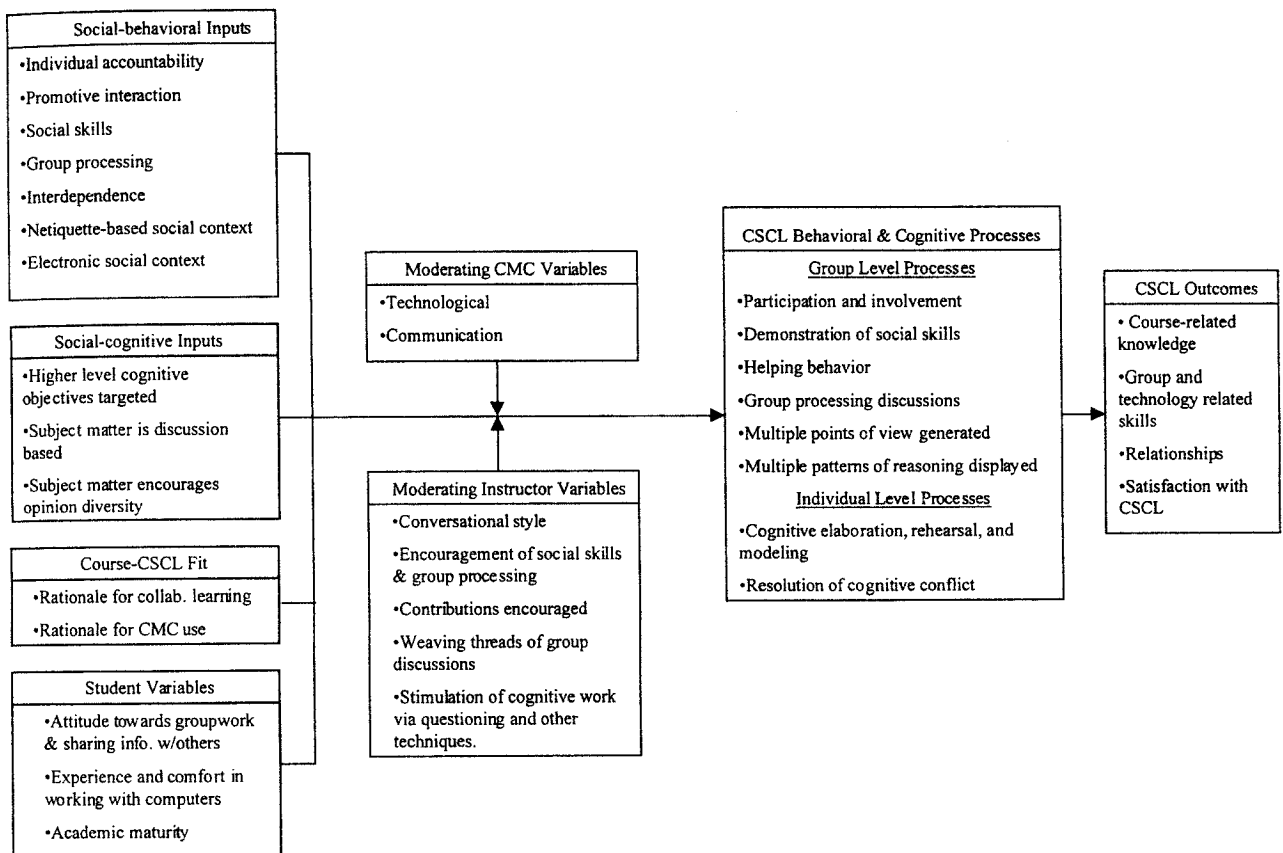 Social-behavioral Inputs
•Individual accountability
•Promotive interaction
•Social skills
•Group processing
•Interdependence
•Netiquette-based social context
•Electronic social context
Social-cognitive Inputs
•Higher level cognitive
objectives targeted
•Subject matter is discussion
based
•Subject matter encourages
opinion diversity
Course-CSCL Fit
•Rationale for collab. learning
•Rationale for CMC use
Student Variables
•Attitude towards groupwork
& sharing info. w/others
•Experience and comfort in
working with computers
•Academic maturity
Moderating CMC Variables
•Technological
•Communication
Moderating Instructor Variables
•Conversational style
•Encouragement of social skills
& group processing
•Contributions encouraged
•Weaving threads of group
discussions
•Stimulation of cognitive work
via questioning and other
techniques.
CSCL Behavioral & Cognitive Processes
Group Level Processes
•Participation and involvement
•Demonstration of social skills
•Helping behavior
•Group processing discussions
•Multiple points of view generated
•Multiple patterns of reasoning displayed
Individual Level Processes
•Cognitive elaboration, rehearsal, and
modeling
•Resolution of cognitive conflict
CSCL Outcomes
• Course-related
knowledge
•Group and
technology related
skills
•Relationships
•Satisfaction with
CSCL